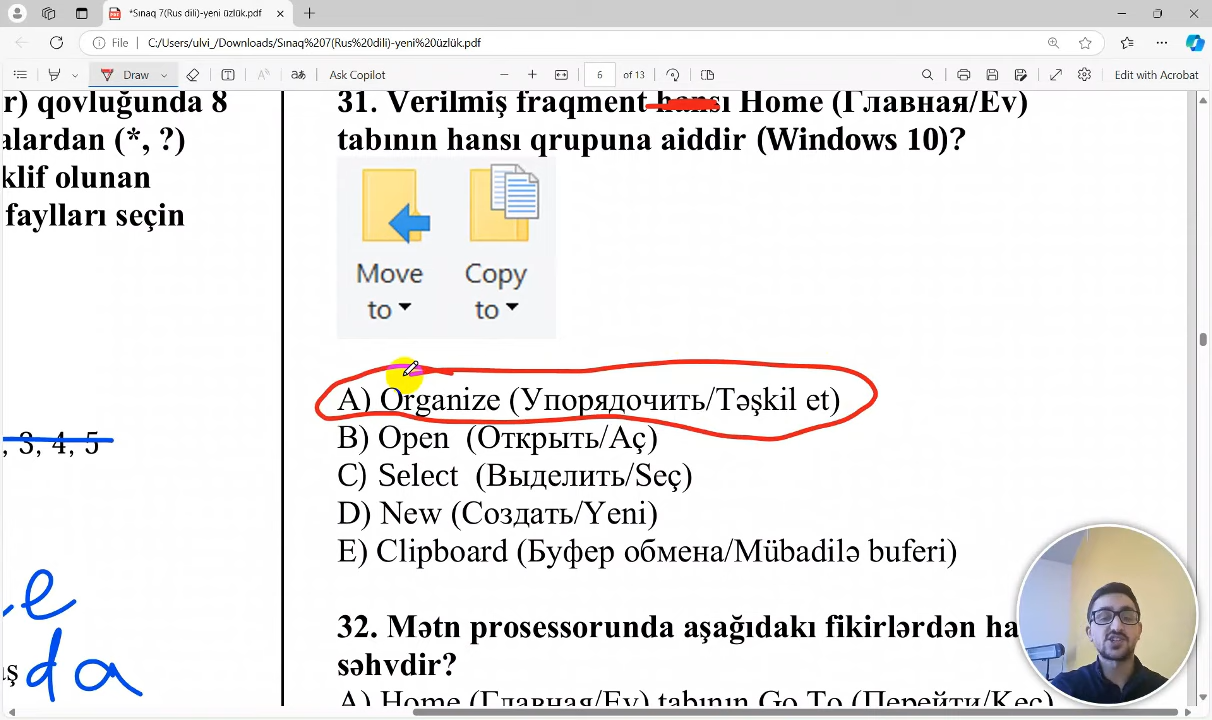 *Sınaq 7(Rus dili)-yeni üzlük.pdf
File
C:/Users/ulvi_/Downloads/Sınaq%207(Rus%20dili)-yeni%20üzlük.pdf
Draw
Ask Copilot
6 of 13
Edit with Acrobat
r) qovluğunda 8
alardan (*, ?)
klif olunan
faylları seçin
, 3, 4, 5
e
da
31. Verilmiş fraqment hansı Home (Главная/Ev)
tabının hansı qrupuna aiddir (Windows 10)?
Move to
Copy to
A) Organize (Упорядочить/Təşkil et)
B) Open (Открыть/Aç)
C) Select (Выделить/Seç)
D) New (Создать/Yeni)
E) Clipboard (Буфер обмена/Mübadilə buferi)
32. Mətn prosessorunda aşağıdakı fikirlərdən ha
səhvdir?
A) Home (Главная/Ev) tabının Go To (Перейти/Keç)